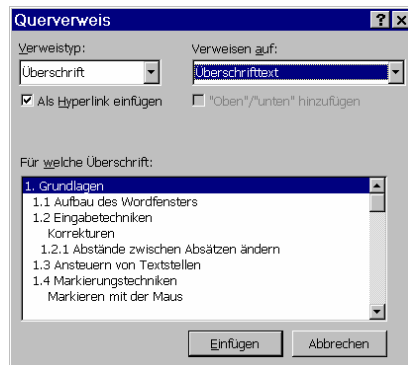 Querverweis
Verweistyp:
Verweisen auf:
Überschrift
Überschrifttext
Als Hyperlink einfügen
"Oben"/"unten" hinzufügen
Für welche Überschrift:
1. Grundlagen
1.1 Aufbau des Wordfensters
1.2 Eingabetechniken
Korrekturen
1.2.1 Abstände zwischen Absätzen ändern
1.3 Ansteuern von Textstellen
1.4 Markierungstechniken
Markieren mit der Maus
Einfügen
Abbrechen